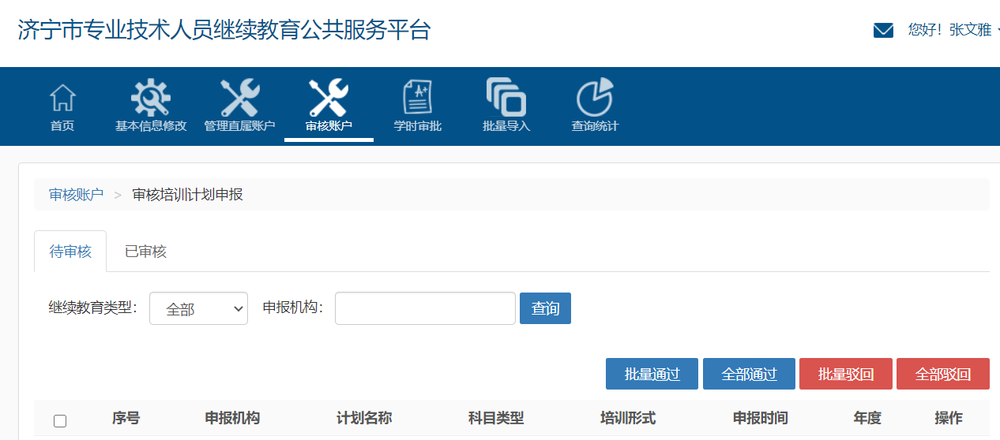 济宁市专业技术人员继续教育公共服务平台
您好！张文雅
首页 基本信息修改 管理直属账户 审核账户 学时审批 批量导入 查询统计
审核账户 > 审核培训计划申报
待审核 已审核
继续教育类型： 全部 申报机构： 查询
批量通过 全部通过 批量驳回 全部驳回
序号 申报机构 计划名称 科目类型 培训形式 申报时间 年度 操作